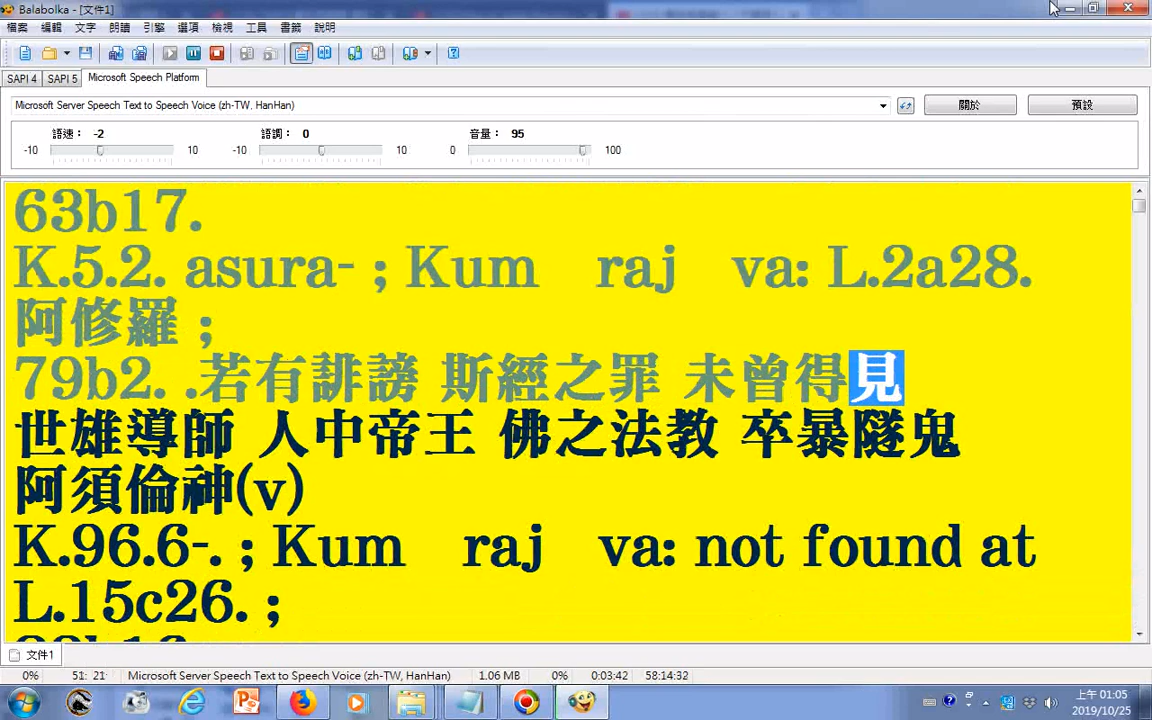 Balabolka - [文件1]
檔案 編輯 文字 朗讀 引擎 選項 檢視 工具 書籤 說明
SAPI 4 SAPI 5 Microsoft Speech Platform
Microsoft Server Speech Text to Speech Voice (zh-TW, HanHan) 關於 預設
語速： -2 語調： 0 音量： 95
-10 10 -10 10 0 100
63b17.
K.5.2. asura- ; Kum raj va: L.2a28.
阿修羅 ;
79b2. .若有誹謗 斯經之罪 未曾得見
世雄導師 人中帝王 佛之法教 卒暴隧鬼
阿須倫神(v)
K.96.6-. ; Kum raj va: not found at
L.15c26. ;
文件1
0% 51: 21 Microsoft Server Speech Text to Speech Voice (zh-TW, HanHan) 1.06 MB 0% 0:03:42 58:14:32
上午 01:05
2019/10/25